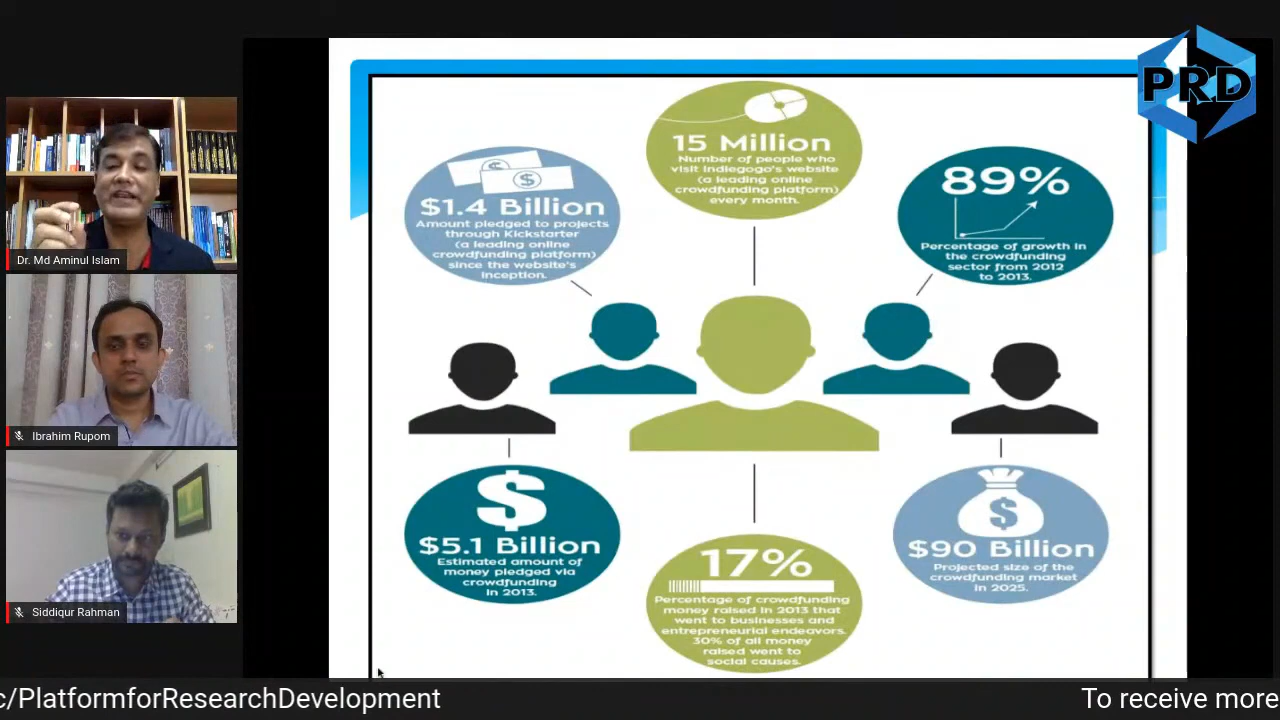 PRD
15 Million
Number of people who
visit Indiegogo's website
(a leading online
crowdfunding platform)
every month.
$1.4 Billion
Amount pledged to projects
through Kickstarter
(a leading online
crowdfunding platform)
since the website's
inception.
89%
Percentage of growth in
the crowdfunding
sector from 2012
to 2013.
$5.1 Billion
Estimated amount of
money pledged via
crowdfunding
in 2013.
17%
Percentage of crowdfunding
money raised in 2013 that
went to businesses and
entrepreneurial endeavors.
30% of all money
raised went to
social causes.
$90 Billion
Projected size of the
crowdfunding market
in 2025.
Dr. Md Aminul Islam
Ibrahim Rupom
Siddiqur Rahman
c/PlatformforResearchDevelopment
To receive more